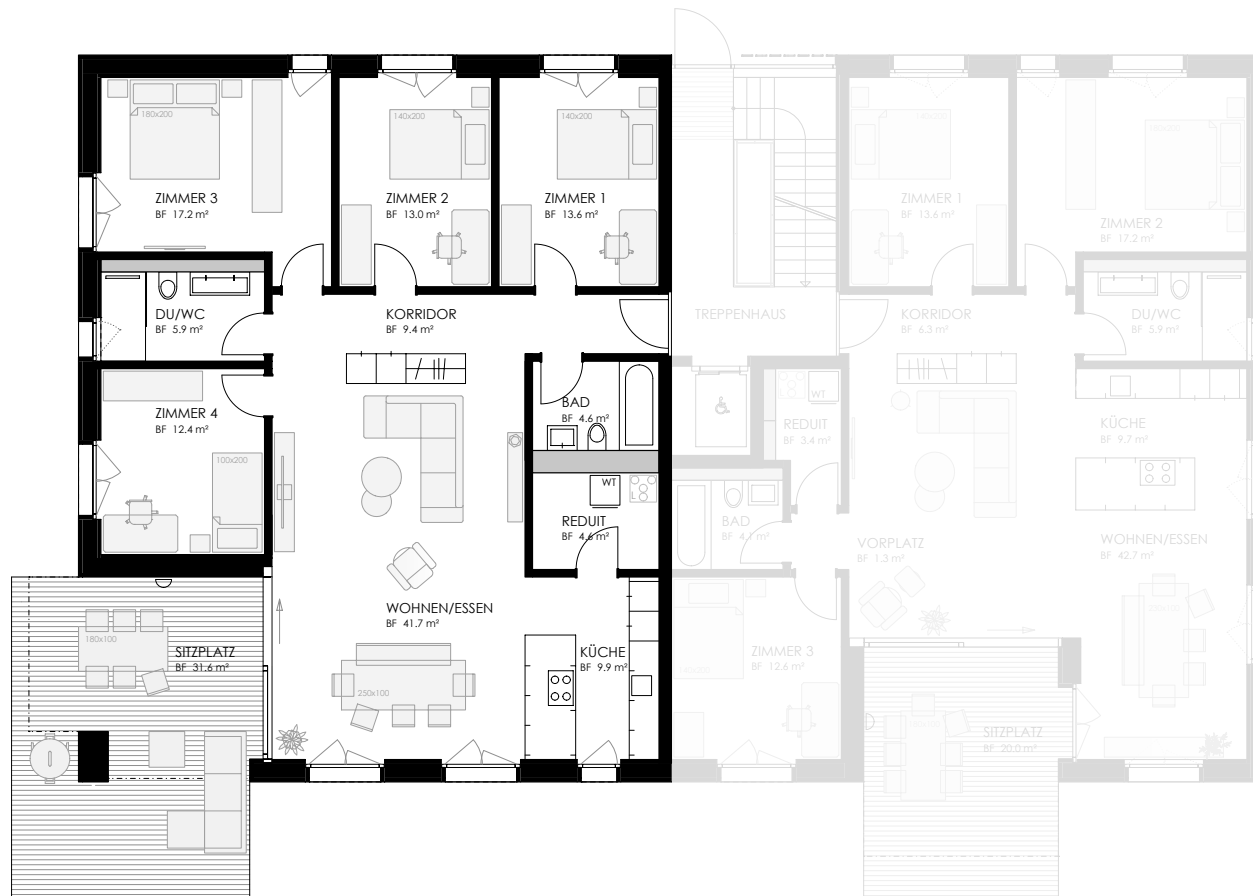 180x200
140x200
140x200
ZIMMER 3
BF 17.2 m²
ZIMMER 2
BF 13.0 m²
ZIMMER 1
BF 13.6 m²
ZIMMER 1
BF 13.6 m²
ZIMMER 2
BF 17.2 m²
DU/WC
BF 5.9 m²
KORRIDOR
BF 9.4 m²
TREPPENHAUS
KORRIDOR
BF 6.3 m²
DU/WC
BF 5.9 m²
ZIMMER 4
BF 12.4 m²
100x200
BAD
BF 4.6 m²
WT
REDUIT
BF 3.4 m²
KÜCHE
BF 9.7 m²
WT
REDUIT
BF 4.6 m²
BAD
BF 4.1 m²
VORPLATZ
BF 1.3 m²
WOHNEN/ESSEN
BF 42.7 m²
WOHNEN/ESSEN
BF 41.7 m²
180x100
SITZPLATZ
BF 31.6 m²
KÜCHE
BF 9.9 m²
250x100
ZIMMER 3
BF 12.6 m²
SITZPLATZ
BF 20.0 m²